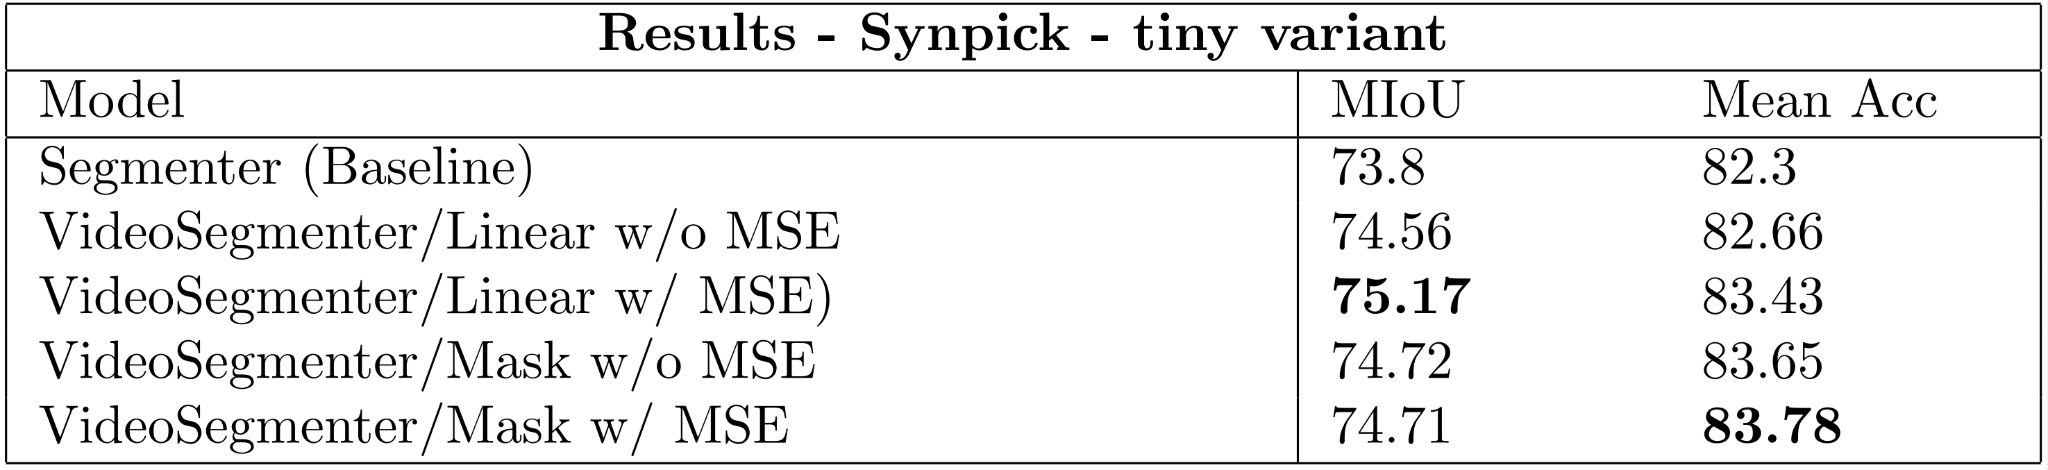 Results - Synpick - tiny variant
Model MIoU Mean Acc
Segmenter (Baseline) 73.8 82.3
VideoSegmenter/Linear w/o MSE 74.56 82.66
VideoSegmenter/Linear w/ MSE) 75.17 83.43
VideoSegmenter/Mask w/o MSE 74.72 83.65
VideoSegmenter/Mask w/ MSE 74.71 83.78